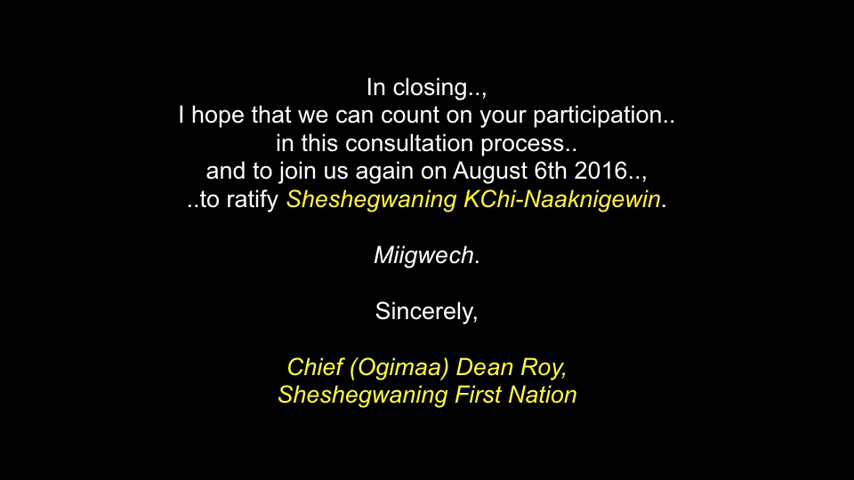 In closing..,
I hope that we can count on your participation..
in this consultation process..
and to join us again on August 6th 2016..,
..to ratify Sheshegwaning KChi-Naaknigewin.
Miigwech.
Sincerely,
Chief (Ogimaa) Dean Roy,
Sheshegwaning First Nation